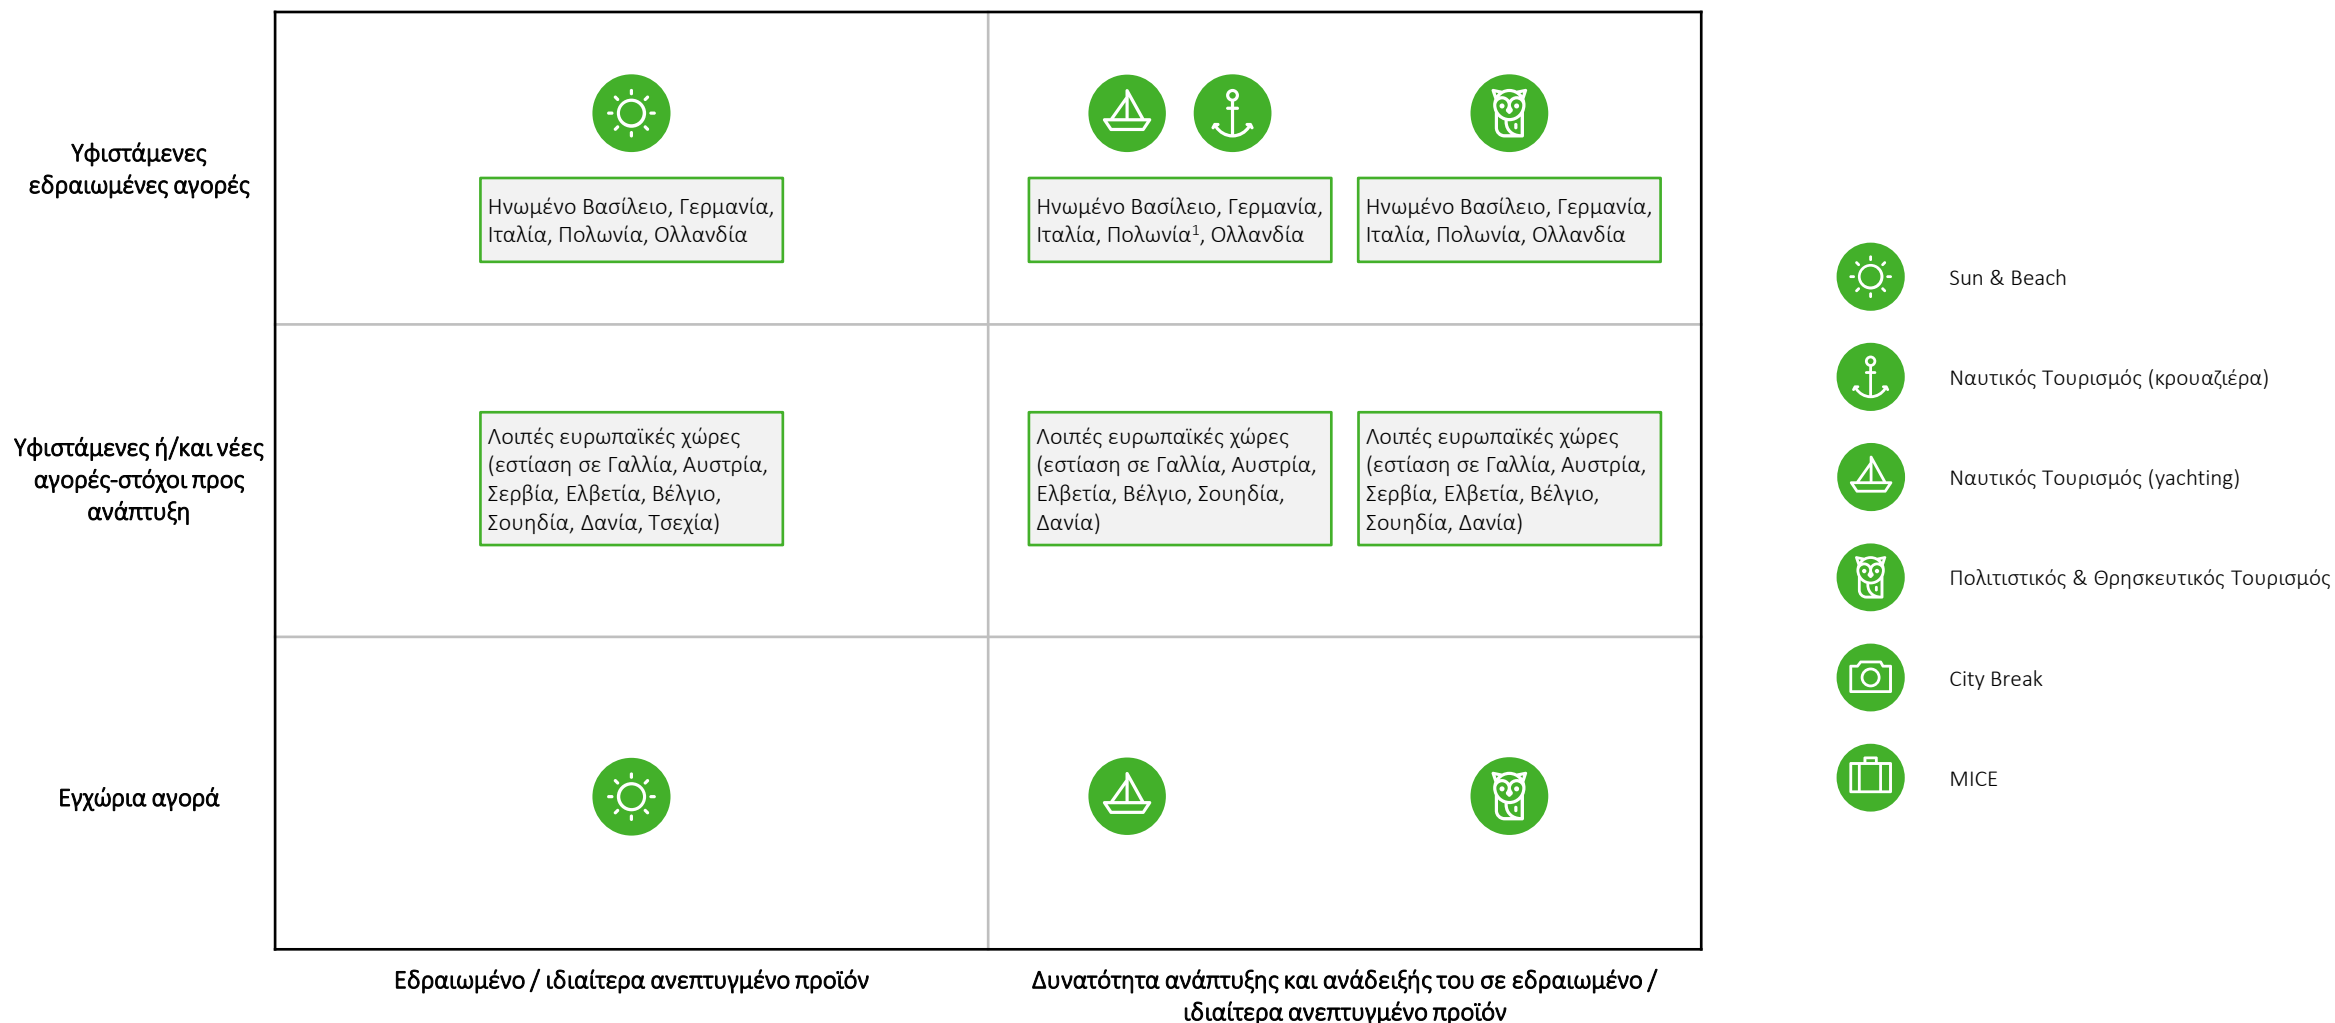 Υφιστάμενες
εδραιωμένες αγορές
Ηνωμένο Βασίλειο, Γερμανία,
Ιταλία, Πολωνία, Ολλανδία
Ηνωμένο Βασίλειο, Γερμανία,
Ιταλία, Πολωνία¹, Ολλανδία
Ηνωμένο Βασίλειο, Γερμανία,
Ιταλία, Πολωνία, Ολλανδία
Υφιστάμενες ή/και νέες
αγορές-στόχοι προς
ανάπτυξη
Λοιπές ευρωπαϊκές χώρες
(εστίαση σε Γαλλία, Αυστρία,
Σερβία, Ελβετία, Βέλγιο,
Σουηδία, Δανία, Τσεχία)
Λοιπές ευρωπαϊκές χώρες
(εστίαση σε Γαλλία, Αυστρία,
Ελβετία, Βέλγιο, Σουηδία,
Δανία)
Λοιπές ευρωπαϊκές χώρες
(εστίαση σε Γαλλία, Αυστρία,
Σερβία, Ελβετία, Βέλγιο,
Σουηδία, Δανία)
Εγχώρια αγορά
Εδραιωμένο / ιδιαίτερα ανεπτυγμένο προϊόν
Δυνατότητα ανάπτυξης και ανάδειξής του σε εδραιωμένο /
ιδιαίτερα ανεπτυγμένο προϊόν
Sun & Beach
Ναυτικός Τουρισμός (κρουαζιέρα)
Ναυτικός Τουρισμός (yachting)
Πολιτιστικός & Θρησκευτικός Τουρισμός
City Break
MICE